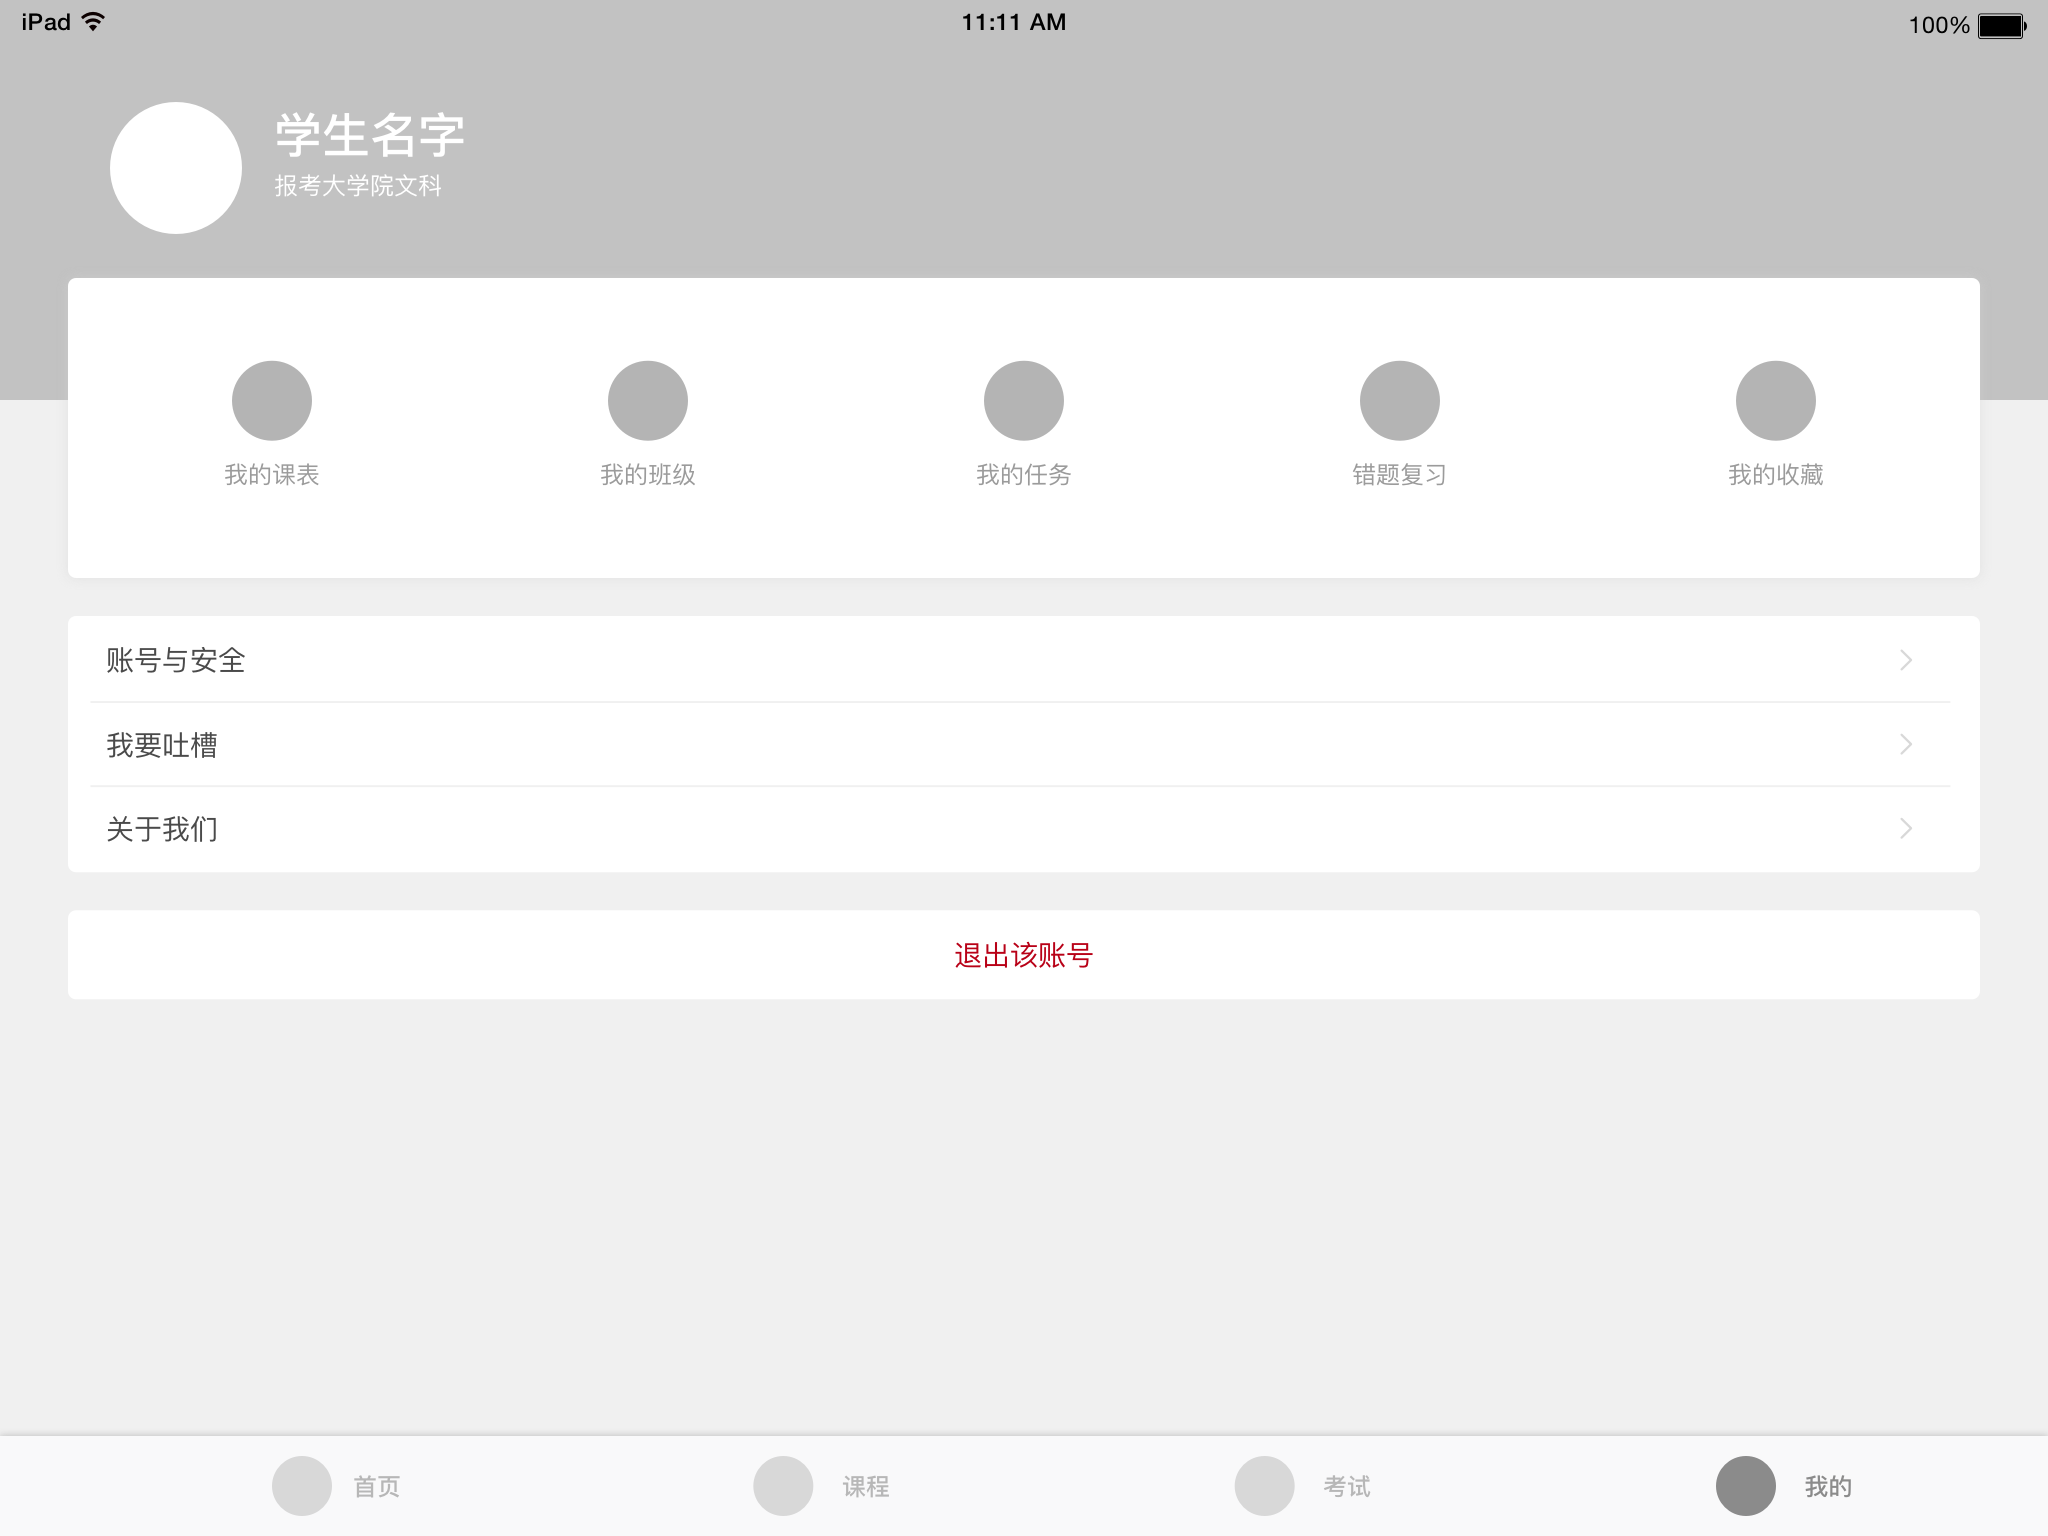 iPad
11:11 AM
100%
学生名字
报考大学院文科
我的课表
我的班级
我的任务
错题复习
我的收藏
账号与安全
我要吐槽
关于我们
退出该账号
首页
课程
考试
我的